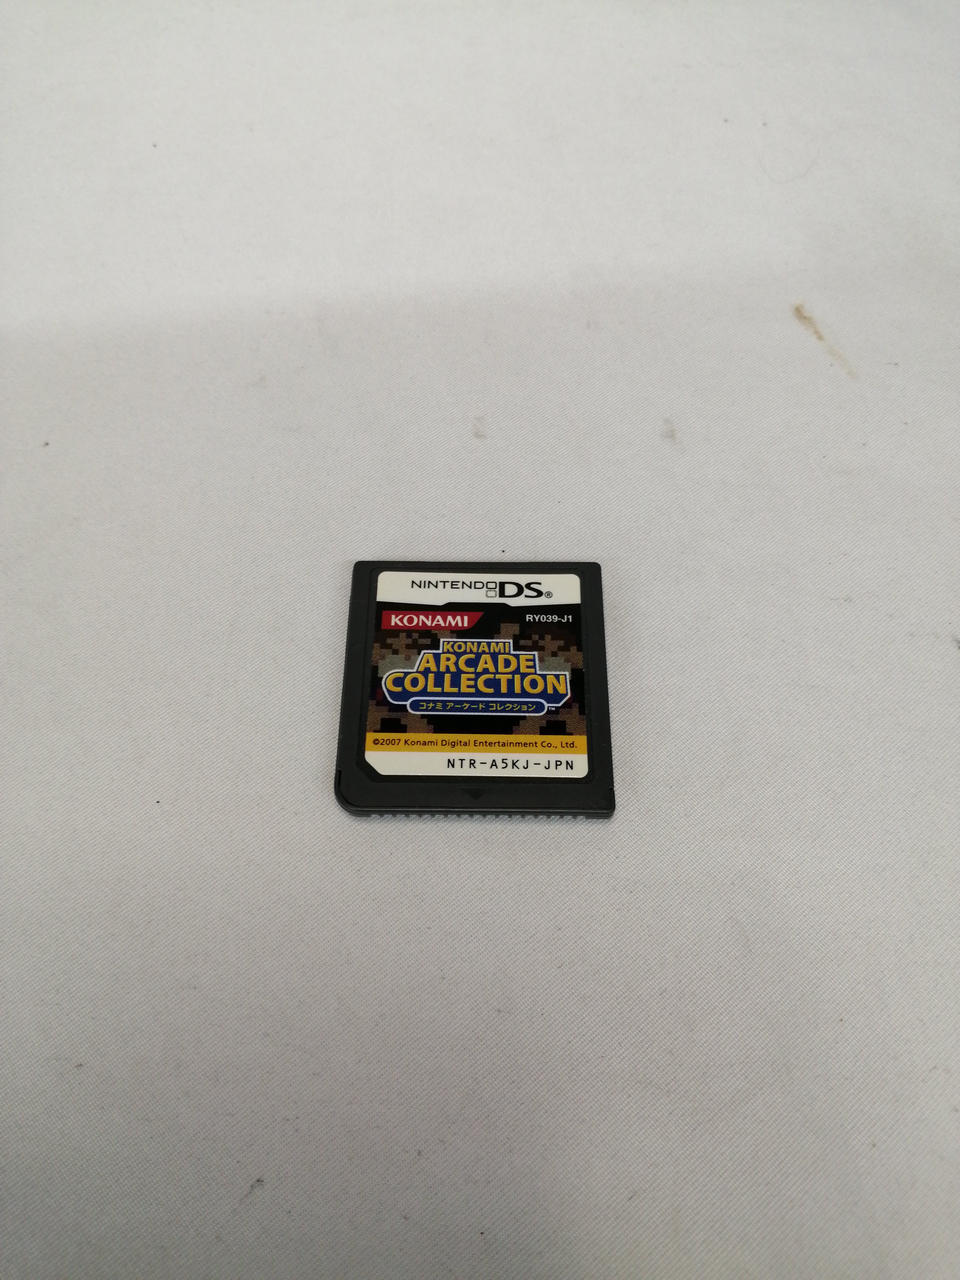 NINTENDO DS®
KONAMI
RY039-J1
KONAMI
ARCADE
COLLECTION
コナミ アーケード コレクション
™
©2007 Konami Digital Entertainment Co., Ltd.
NTR-A5KJ-JPN